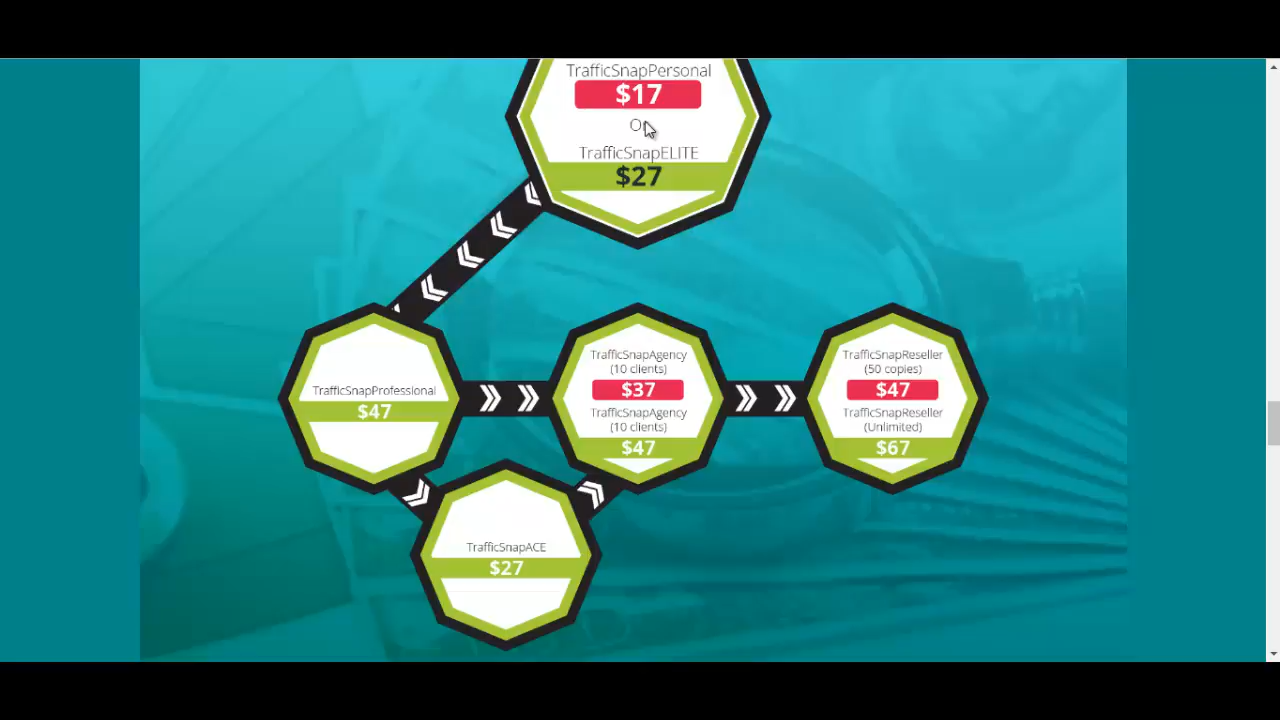 TrafficSnapPersonal
$17
O
TrafficSnapELITE
$27
TrafficSnapProfessional
$47
TrafficSnapAgency
(10 clients)
$37
TrafficSnapAgency
(10 clients)
$47
TrafficSnapReseller
(50 copies)
$47
TrafficSnapReseller
(Unlimited)
$67
TrafficSnapACE
$27